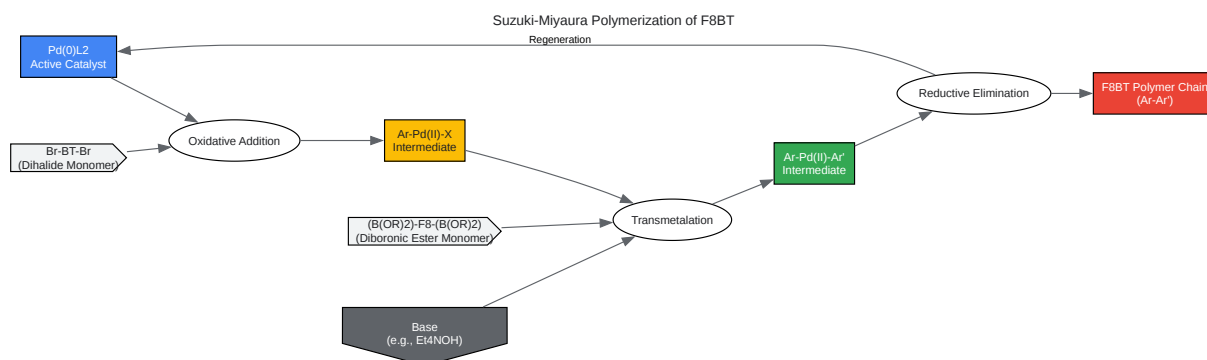 Suzuki-Miyaura Polymerization of F8BT
Regeneration
Pd(0)L2
Active Catalyst
Br-BT-Br
(Dihalide Monomer)
Oxidative Addition
Ar-Pd(II)-X
Intermediate
(B(OR)2)-F8-(B(OR)2)
(Diboronic Ester Monomer)
Base
(e.g., Et4NOH)
Transmetalation
Ar-Pd(II)-Ar'
Intermediate
Reductive Elimination
F8BT Polymer Chain
(Ar-Ar')